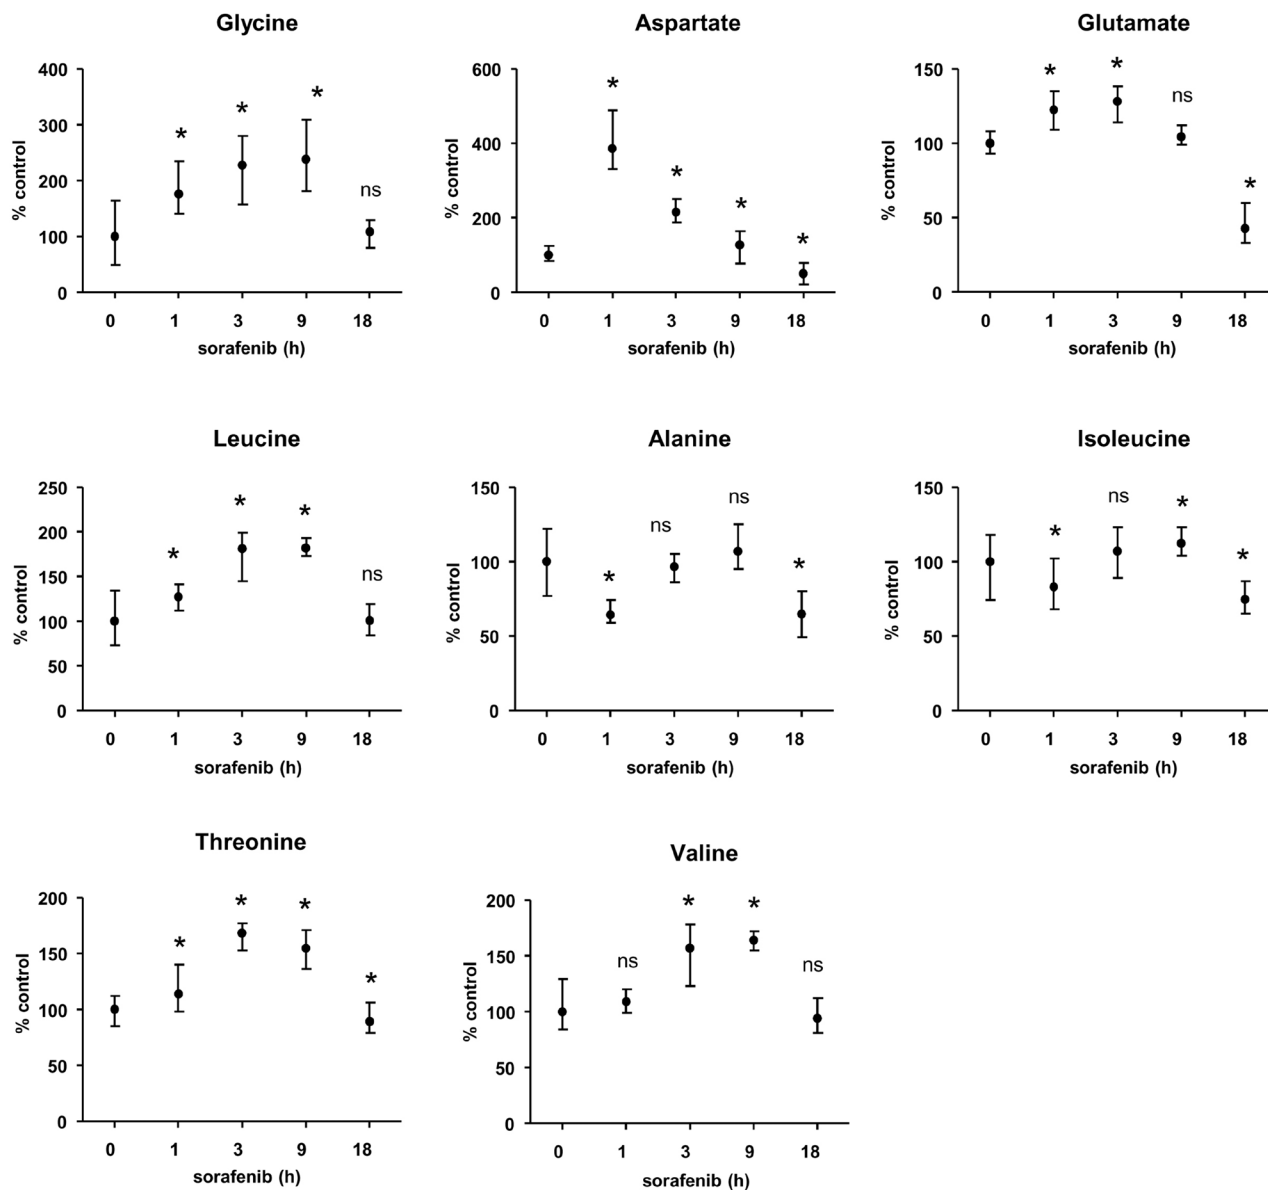 Glycine
400
300
200
100
0
% control
* * * ns
0 1 3 9 18
sorafenib (h)
Aspartate
600
400
200
0
% control
* * * *
0 1 3 9 18
sorafenib (h)
Glutamate
150
100
50
0
% control
* * ns *
0 1 3 9 18
sorafenib (h)
Leucine
250
200
150
100
50
0
% control
* * * ns
0 1 3 9 18
sorafenib (h)
Alanine
150
100
50
0
% control
* ns ns *
0 1 3 9 18
sorafenib (h)
Isoleucine
150
100
50
0
% control
* ns * *
0 1 3 9 18
sorafenib (h)
Threonine
200
150
100
50
0
% control
* * * *
0 1 3 9 18
sorafenib (h)
Valine
200
150
100
50
0
% control
ns * * ns
0 1 3 9 18
sorafenib (h)